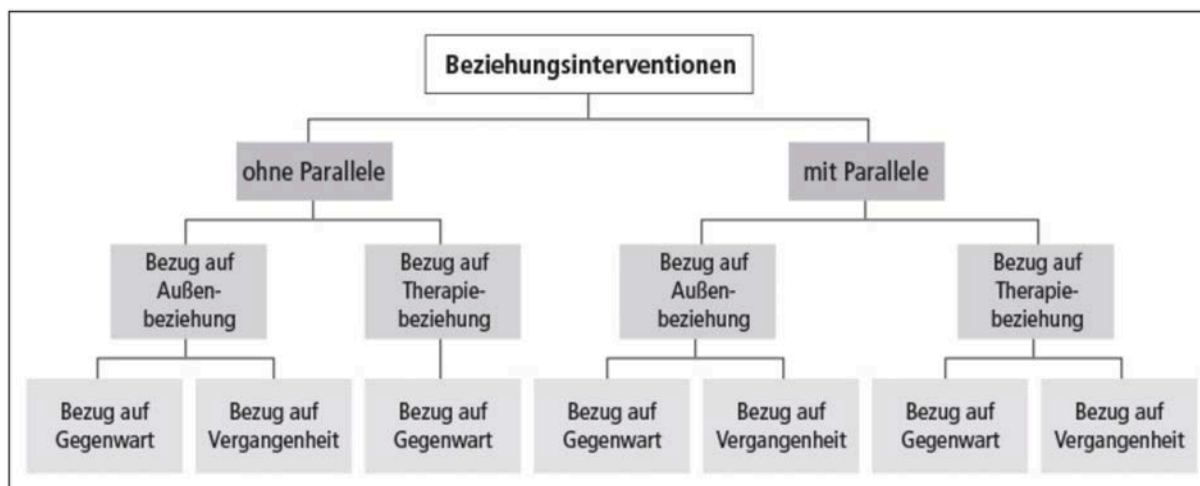 Beziehungsinterventionen
ohne Parallele
mit Parallele
Bezug auf
Außen-
beziehung
Bezug auf
Therapie-
beziehung
Bezug auf
Außen-
beziehung
Bezug auf
Therapie-
beziehung
Bezug auf
Gegenwart
Bezug auf
Vergangenheit
Bezug auf
Gegenwart
Bezug auf
Gegenwart
Bezug auf
Vergangenheit
Bezug auf
Gegenwart
Bezug auf
Vergangenheit